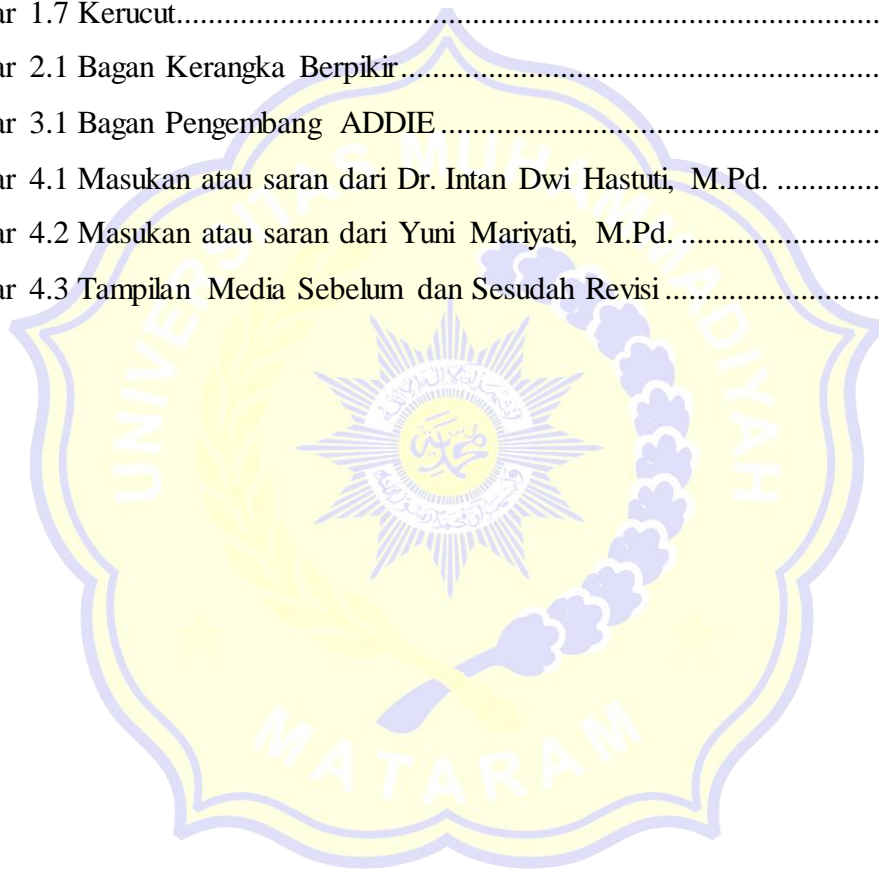 ar 1.7 Kerucut
ar 2.1 Bagan Kerangka Berpikir
ar 3.1 Bagan Pengembang ADDIE
ar 4.1 Masukan atau saran dari Dr. Intan Dwi Hastuti, M.Pd.
ar 4.2 Masukan atau saran dari Yuni Mariyati, M.Pd.
ar 4.3 Tampilan Media Sebelum dan Sesudah Revisi
UNIVERSITAS MUHAMMADIYAH
MATARAM